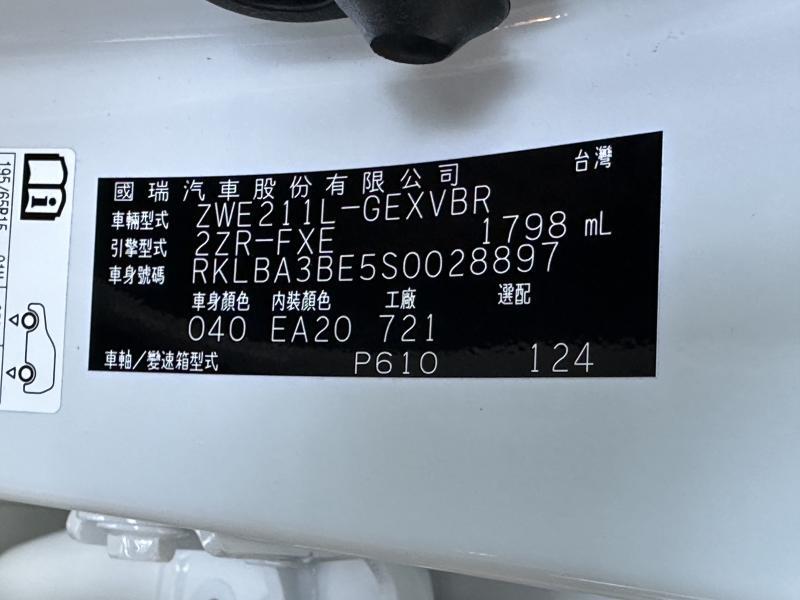 台灣
國瑞汽車股份有限公司
車輛型式 ZWE211L-GEXVBR
引擎型式 2ZR-FXE 1798 mL
車身號碼 RKLBA3BE5S0028897
車身顏色 內裝顏色 工廠 選配
040 EA20 721
車軸/變速箱型式 P610 124
195/65R15